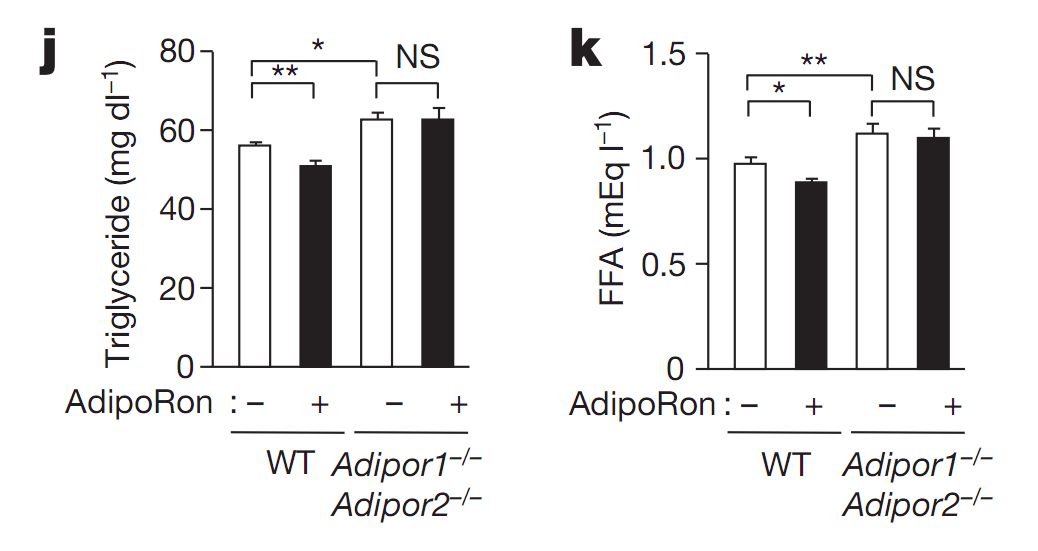 j
Triglyceride (mg dl⁻¹)
80
60
40
20
0
*
**
NS
AdipoRon : – + – +
WT Adipor1⁻/⁻
Adipor2⁻/⁻
k
FFA (mEq l⁻¹)
1.5
1.0
0.5
0
**
*
NS
AdipoRon : – + – +
WT Adipor1⁻/⁻
Adipor2⁻/⁻